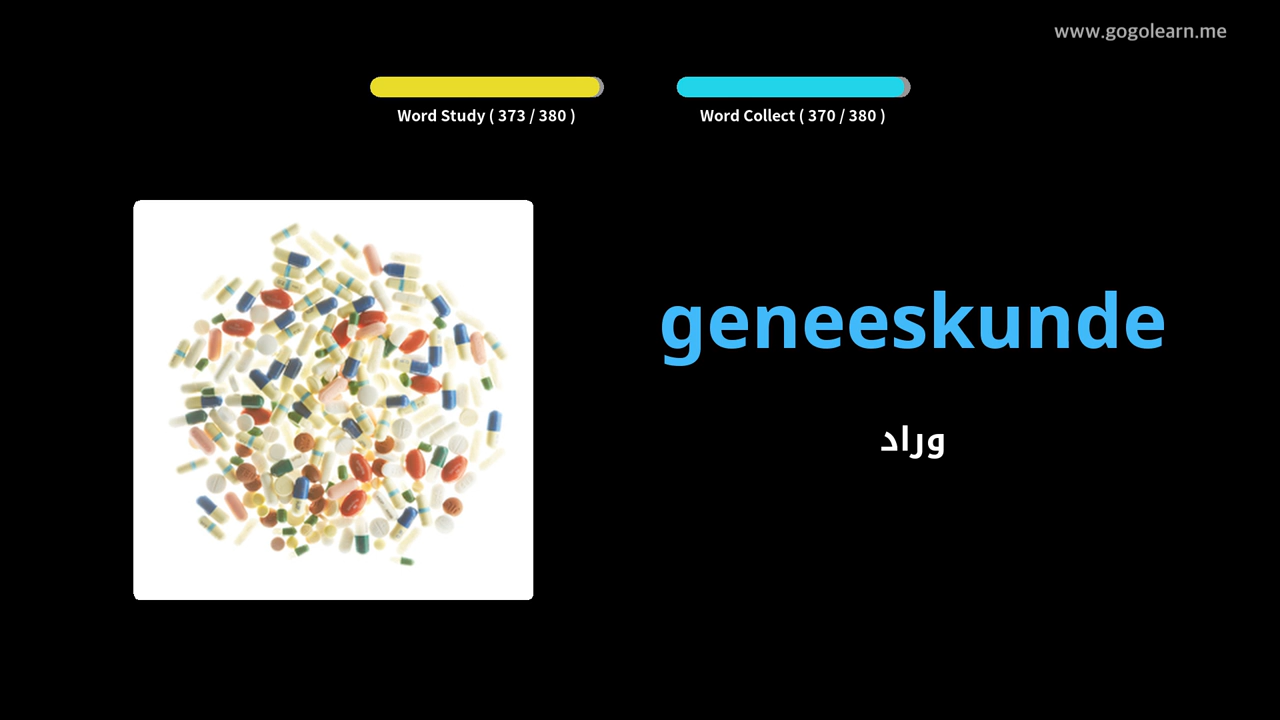 www.gogolearn.me
Word Study ( 373 / 380 )
Word Collect ( 370 / 380 )
geneeskunde
وراد